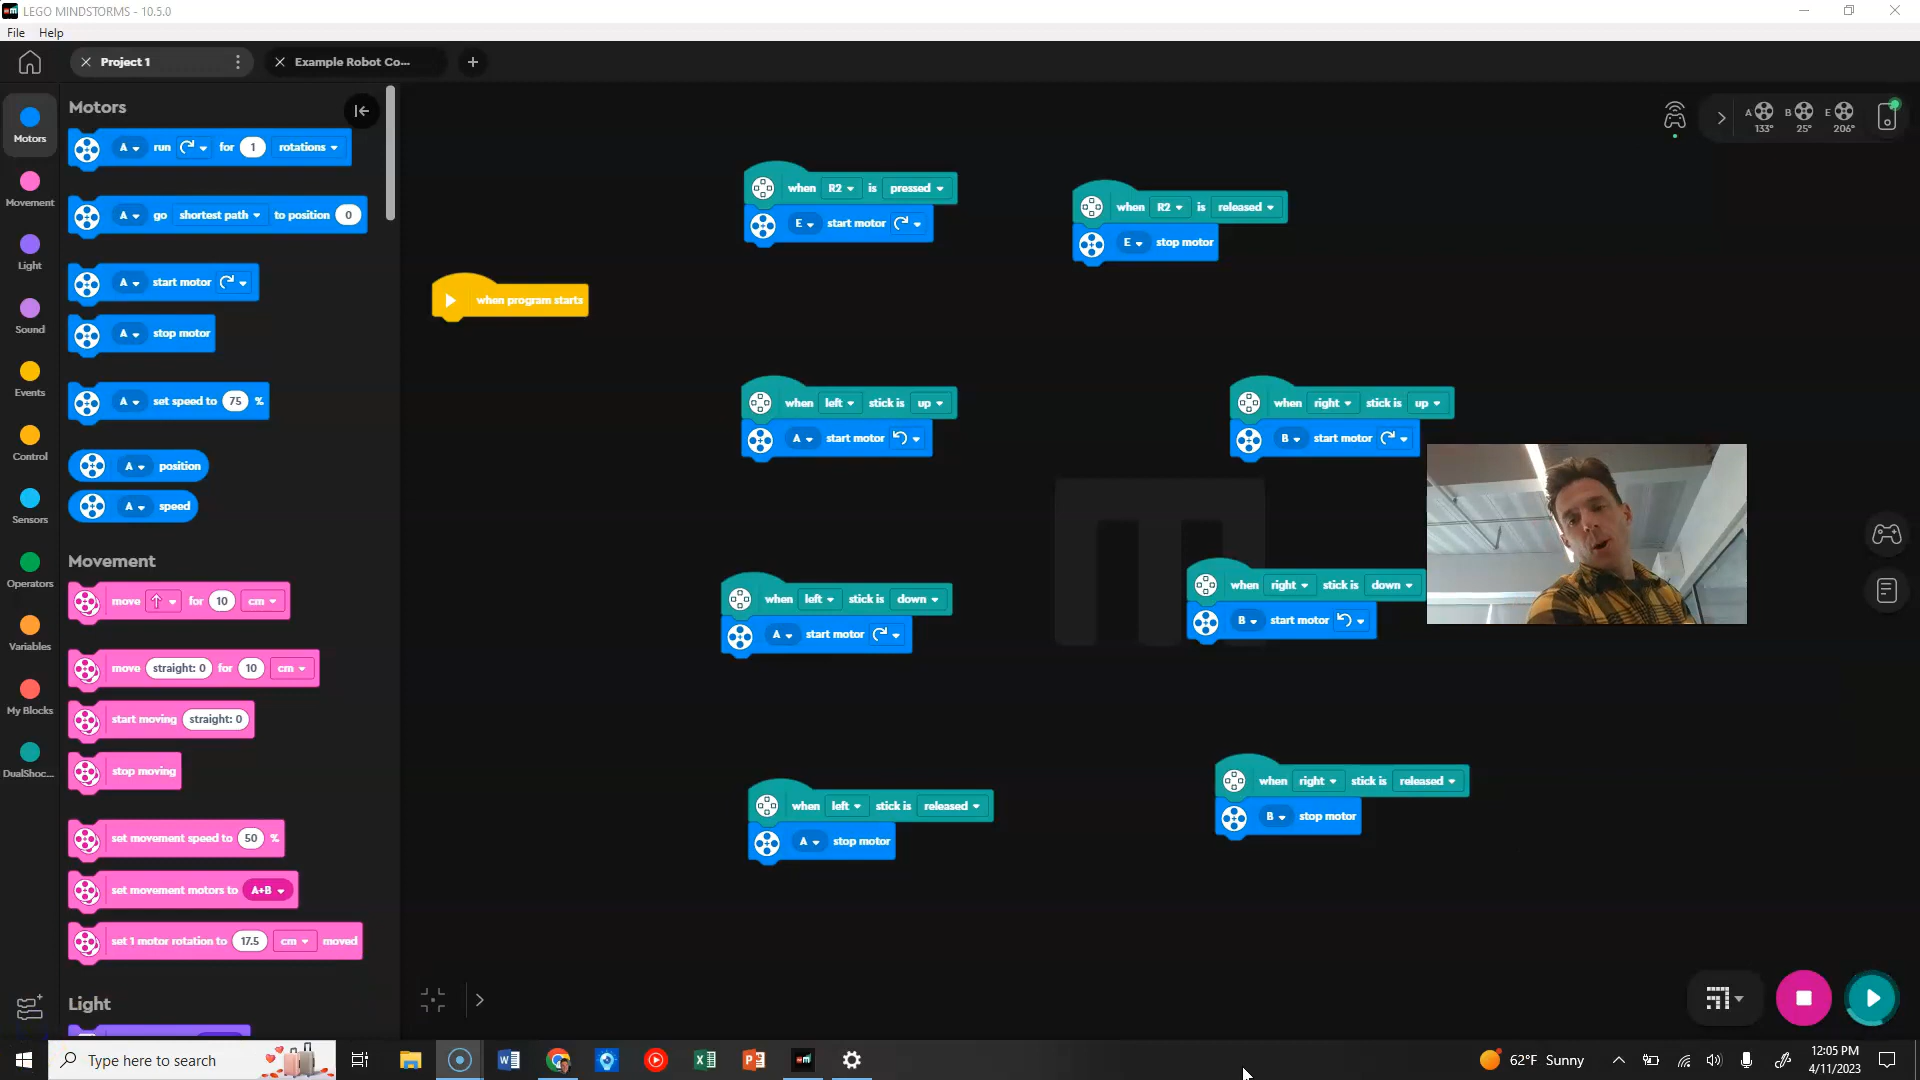 LEGO MINDSTORMS - 10.5.0
File Help
Project 1
Example Robot Co...
Motors
Movement
Light
Sound
Events
Control
Sensors
Operators
Variables
My Blocks
DualShoc...
Motors
A run for 1 rotations
A go shortest path to position 0
A start motor
A stop motor
A set speed to 75 %
A position
A speed
Movement
move for 10 cm
move straight: 0 for 10 cm
start moving straight: 0
stop moving
set movement speed to 50 %
set movement motors to A+B
set 1 motor rotation to 17.5 cm moved
Light
when program starts
when R2 is pressed
E start motor
when R2 is released
E stop motor
when left stick is up
A start motor
when right stick is up
B start motor
when left stick is down
A start motor
when right stick is down
B start motor
when left stick is released
A stop motor
when right stick is released
B stop motor
A B E
133° 25° 206°
Type here to search
62°F Sunny
12:05 PM
4/11/2023